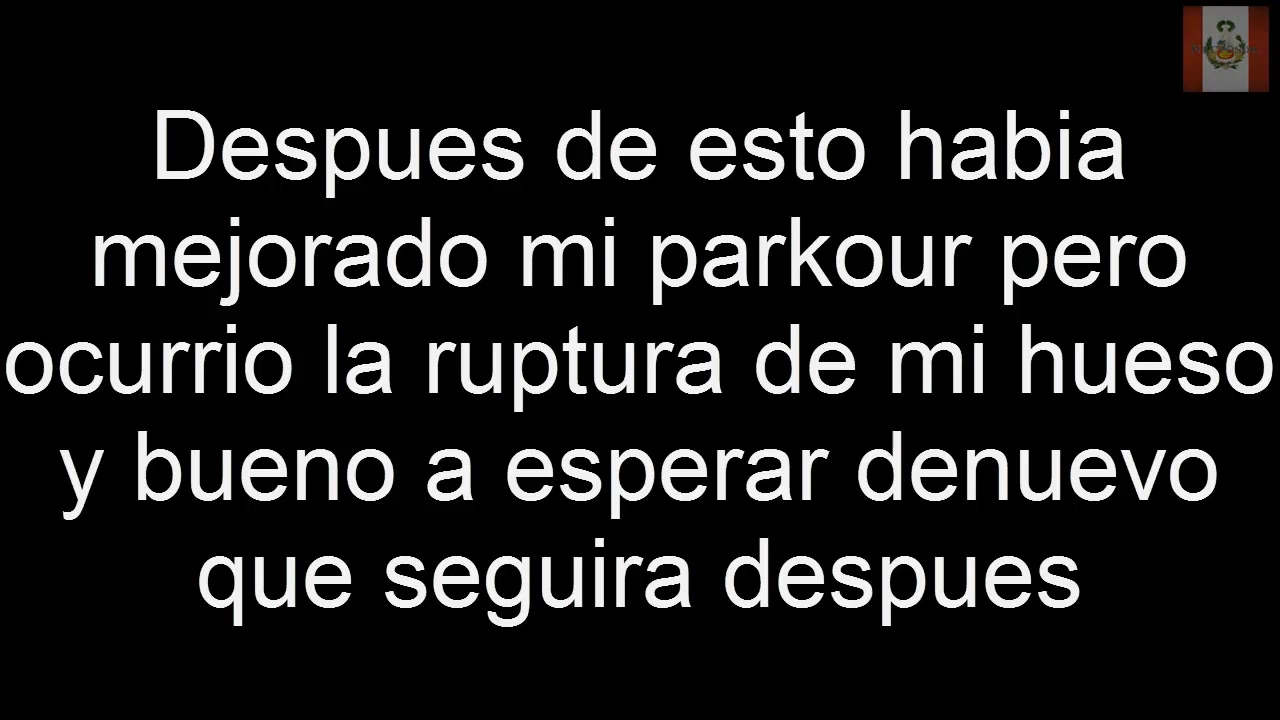 Despues de esto habia
mejorado mi parkour pero
ocurrio la ruptura de mi hueso
y bueno a esperar denuevo
que seguira despues